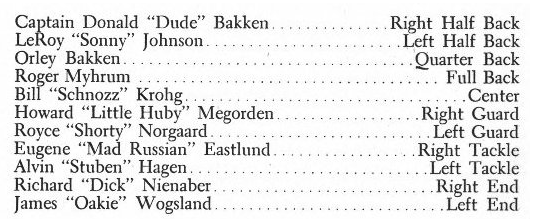 Captain Donald “Dude” Bakken..................Right Half Back
LeRoy “Sonny” Johnson..........................Left Half Back
Orley Bakken......................................Quarter Back
Roger Myhrum........................................Full Back
Bill “Schnozz” Krohg....................................Center
Howard “Little Huby” Megorden....................Right Guard
Royce “Shorty” Norgaard............................Left Guard
Eugene “Mad Russian” Eastlund...................Right Tackle
Alvin “Stuben” Hagen..............................Left Tackle
Richard “Dick” Nienaber..............................Right End
James “Oakie” Wogsland...............................Left End